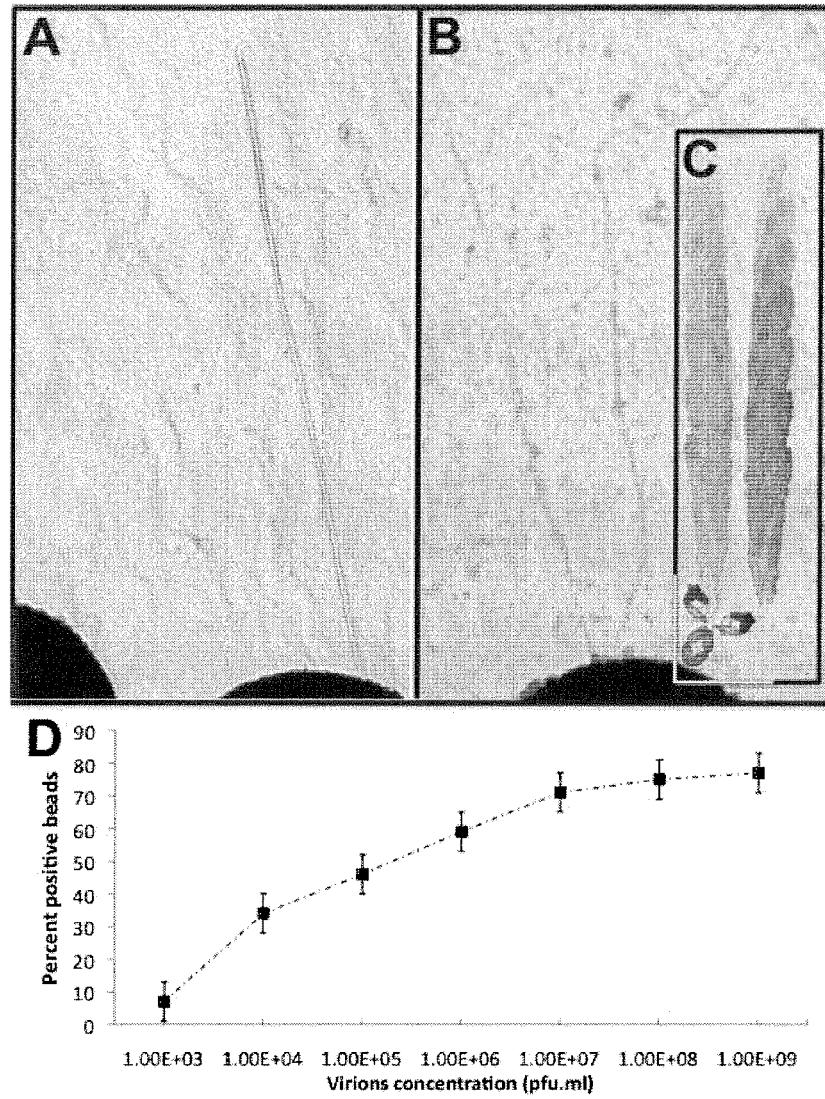 A
B
C
D
Percent positive beads
90
80
70
60
50
40
30
20
10
0
1.00E+03 1.00E+04 1.00E+05 1.00E+06 1.00E+07 1.00E+08 1.00E+09
Virions concentration (pfu.ml)